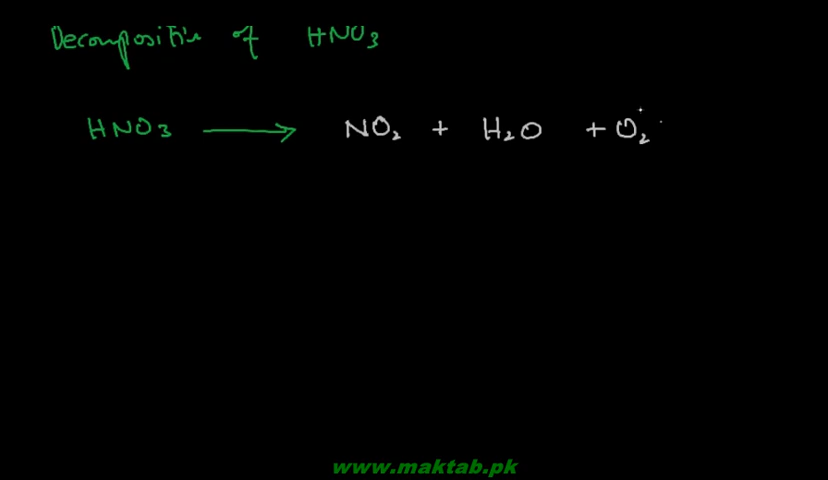 Decomposition of HNO3
HNO3 → NO2 + H2O + O2
www.maktab.pk